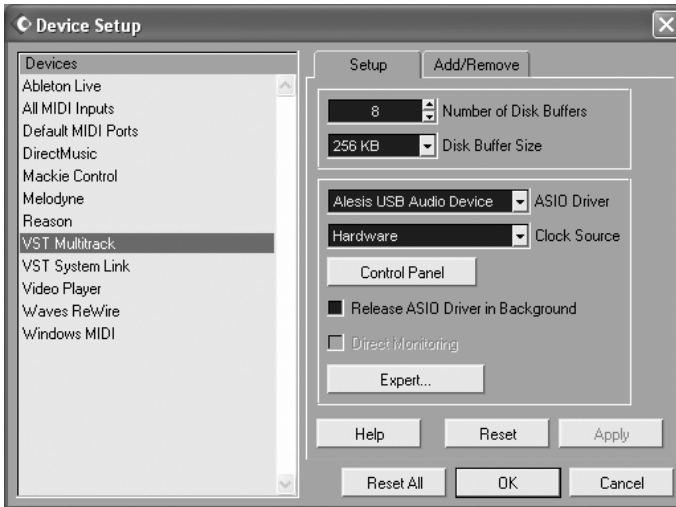 Device Setup
Devices
Ableton Live
All MIDI Inputs
Default MIDI Ports
DirectMusic
Mackie Control
Melodyne
Reason
VST Multitrack
VST System Link
Video Player
Waves ReWire
Windows MIDI
Setup Add/Remove
8 Number of Disk Buffers
256 KB Disk Buffer Size
Alesis USB Audio Device ASIO Driver
Hardware Clock Source
Control Panel
Release ASIO Driver in Background
Direct Monitoring
Expert...
Help Reset Apply
Reset All OK Cancel